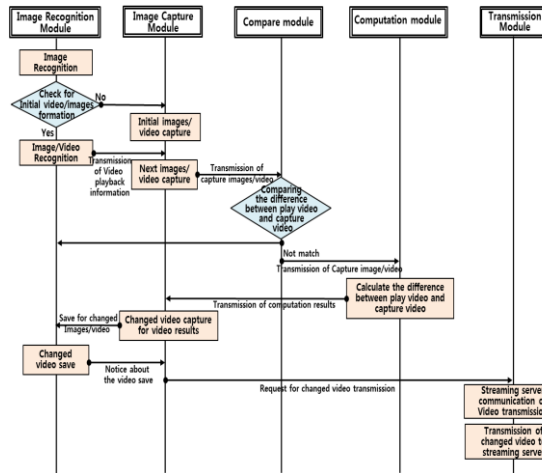 Image Recognition
Module
Image Capture
Module
Compare module
Computation module
Transmission
Module
Image
Recognition
Check for
Initial video/images
formation
No
Yes
Initial images/
video capture
Image/Video
Recognition
Transmission
of Video
playback
information
Next images/
video capture
Transmission of
capture images/video
Comparing
the difference
between play video
and capture
video
Not match
Transmission of Capture image/video
Calculate the difference
between play video and
capture video
Transmission of computation results
Save for changed
Images/video
Changed video capture
for video results
Changed
video save
Notice about
the video save
Request for changed video transmission
Streaming serve
communication o
Video transmissio
Transmission of
changed video t
streaming serve